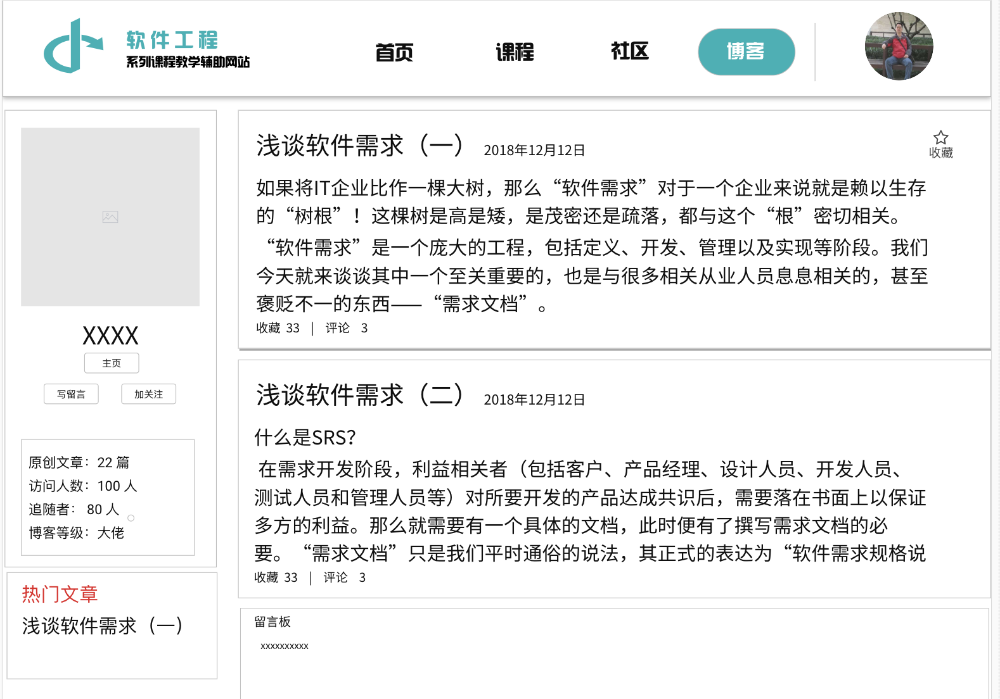 软件工程
系列课程教学辅助网站
首页
课程
社区
博客
XXXX
主页
写留言
加关注
原创文章：22 篇
访问人数：100 人
追随者： 80 人
博客等级：大佬
热门文章
浅谈软件需求（一）
浅谈软件需求（一） 2018年12月12日
收藏
如果将IT企业比作一棵大树，那么“软件需求”对于一个企业来说就是赖以生存
的“树根”！这棵树是高是矮，是茂密还是疏落，都与这个“根”密切相关。
“软件需求”是一个庞大的工程，包括定义、开发、管理以及实现等阶段。我们
今天就来谈谈其中一个至关重要的，也是与很多相关从业人员息息相关的，甚至
褒贬不一的东西——“需求文档”。
收藏 33 | 评论 3
浅谈软件需求（二） 2018年12月12日
什么是SRS？
在需求开发阶段，利益相关者（包括客户、产品经理、设计人员、开发人员、
测试人员和管理人员等）对所要开发的产品达成共识后，需要落在书面上以保证
多方的利益。那么就需要有一个具体的文档，此时便有了撰写需求文档的必
要。“需求文档”只是我们平时通俗的说法，其正式的表达为“软件需求规格说
收藏 33 | 评论 3
留言板
xxxxxxxxxx